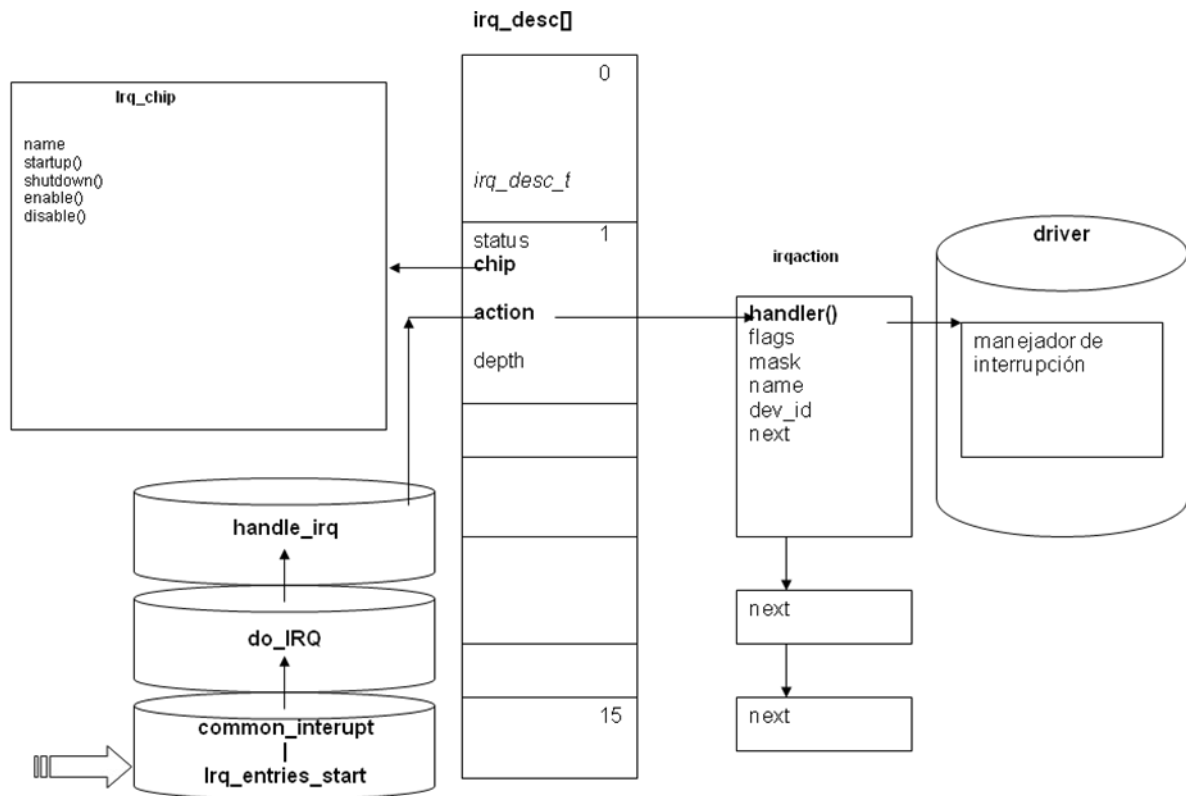 irq_desc[]
0
irq_desc_t
Irq_chip
name
startup()
shutdown()
enable()
disable()
status
1
chip
action
depth
15
irqaction
handler()
flags
mask
name
dev_id
next
next
next
driver
manejador de
interrupción
handle_irq
do_IRQ
common_interupt
Irq_entries_start